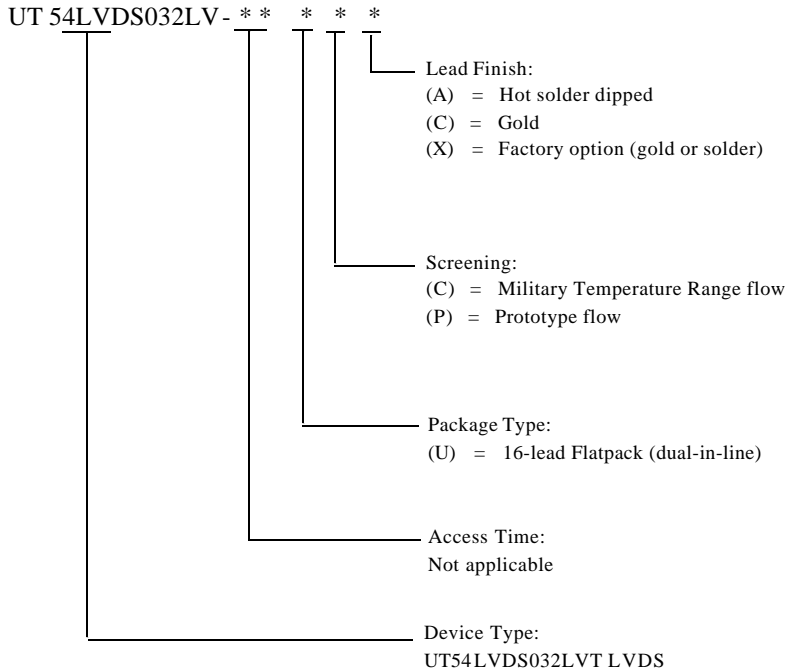 UT 54LVDS032LV- * * * * *
Lead Finish:
(A) = Hot solder dipped
(C) = Gold
(X) = Factory option (gold or solder)
Screening:
(C) = Military Temperature Range flow
(P) = Prototype flow
Package Type:
(U) = 16-lead Flatpack (dual-in-line)
Access Time:
Not applicable
Device Type:
UT54LVDS032LVT LVDS